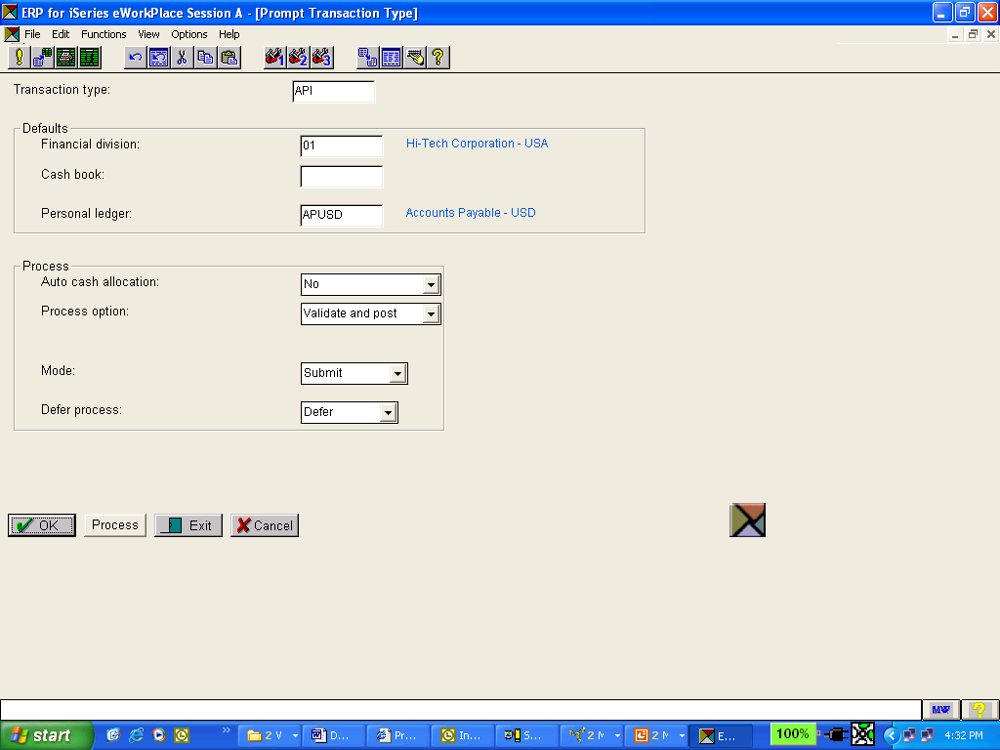 ERP for iSeries eWorkPlace Session A - [Prompt Transaction Type]
File Edit Functions View Options Help
1 2 3
Transaction type: API
Defaults
Financial division: 01 Hi-Tech Corporation - USA
Cash book:
Personal ledger: APUSD Accounts Payable - USD
Process
Auto cash allocation: No
Process option: Validate and post
Mode: Submit
Defer process: Defer
OK Process Exit Cancel
MW
start » 2 V D... Pr... In... S... 2 M 2 M E... 100% 4:32 PM